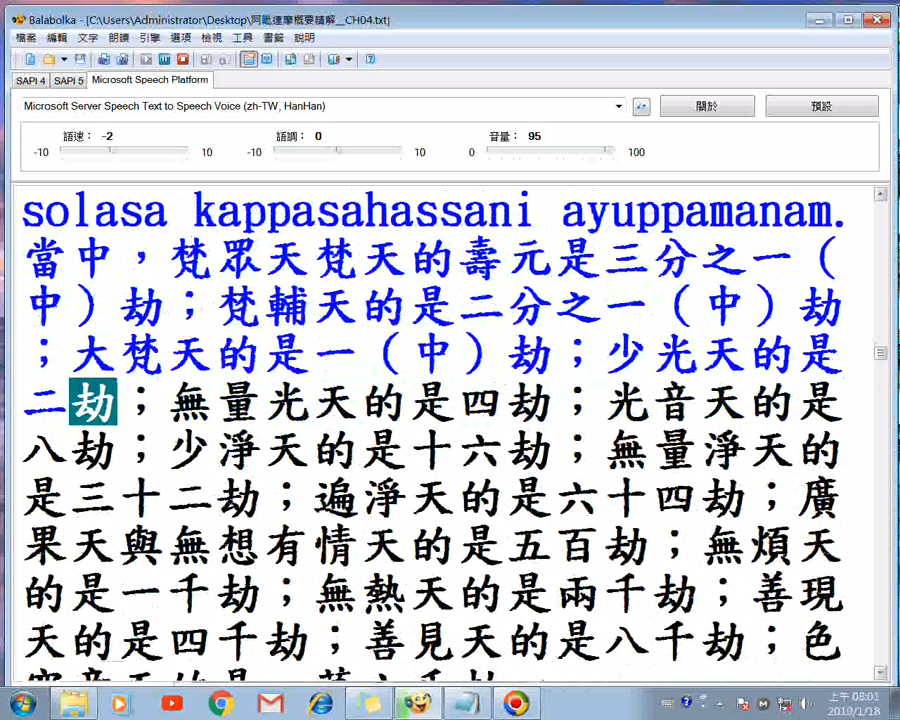 Balabolka - [C:\Users\Administrator\Desktop\阿毗達摩概要精解__CH04.txt]
檔案 編輯 文字 朗讀 引擎 選項 檢視 工具 書籤 說明
SAPI 4 SAPI 5 Microsoft Speech Platform
Microsoft Server Speech Text to Speech Voice (zh-TW, HanHan) 關於 預設
語速： -2 語調： 0 音量： 95
-10 10 -10 10 0 100
solasa kappasahassani ayuppamanam.
當中，梵眾天梵天的壽元是三分之一（
中）劫；梵輔天的是二分之一（中）劫
；大梵天的是一（中）劫；少光天的是
二劫；無量光天的是四劫；光音天的是
八劫；少淨天的是十六劫；無量淨天的
是三十二劫；遍淨天的是六十四劫；廣
果天與無想有情天的是五百劫；無煩天
的是一千劫；無熱天的是兩千劫；善現
天的是四千劫；善見天的是八千劫；色
上午 08:01
2019/1/18